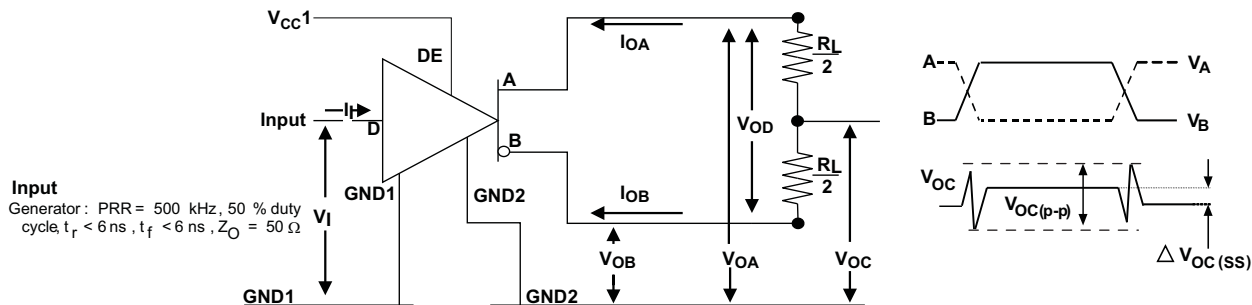 VCC1
DE
IOA
RL
2
A
II
Input
D
B
VOD
GND1
GND2
RL
2
IOB
Input
Generator: PRR = 500 kHz, 50 % duty
cycle, tr < 6 ns, tf < 6 ns, ZO = 50 Ω
VI
VOB
VOA
VOC
GND1
GND2
A
VA
B
VB
VOC
VOC(p-p)
Δ VOC(SS)